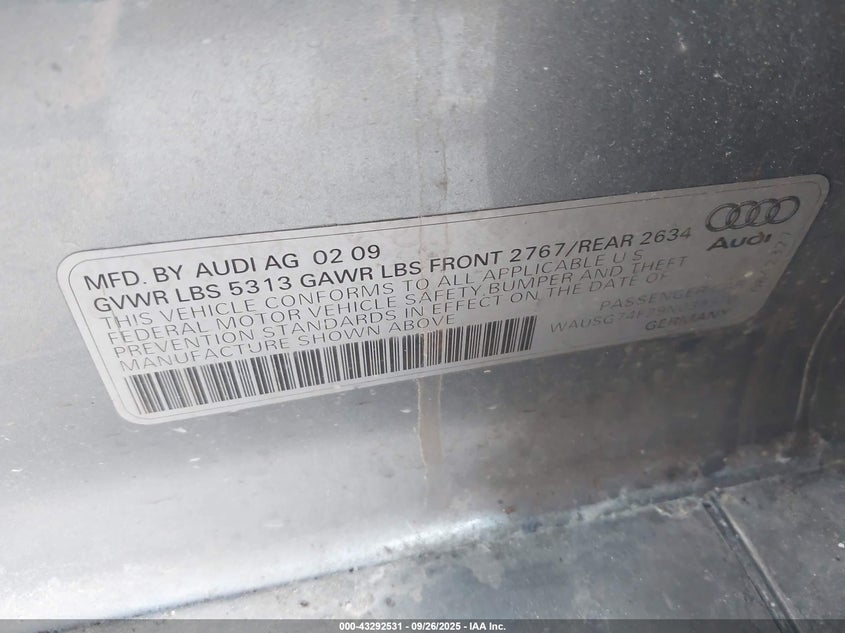 MFD. BY AUDI AG 02 09
GVWR LBS 5313 GAWR LBS FRONT 2767/REAR 2634
THIS VEHICLE CONFORMS TO ALL APPLICABLE U S
FEDERAL MOTOR VEHICLE SAFETY, BUMPER AND THEFT
PREVENTION STANDARDS IN EFFECT ON THE DATE OF
MANUFACTURE SHOWN ABOVE
Audi
PASSENGER
GERMANY
000-43292531 - 09/26/2025 - IAA Inc.